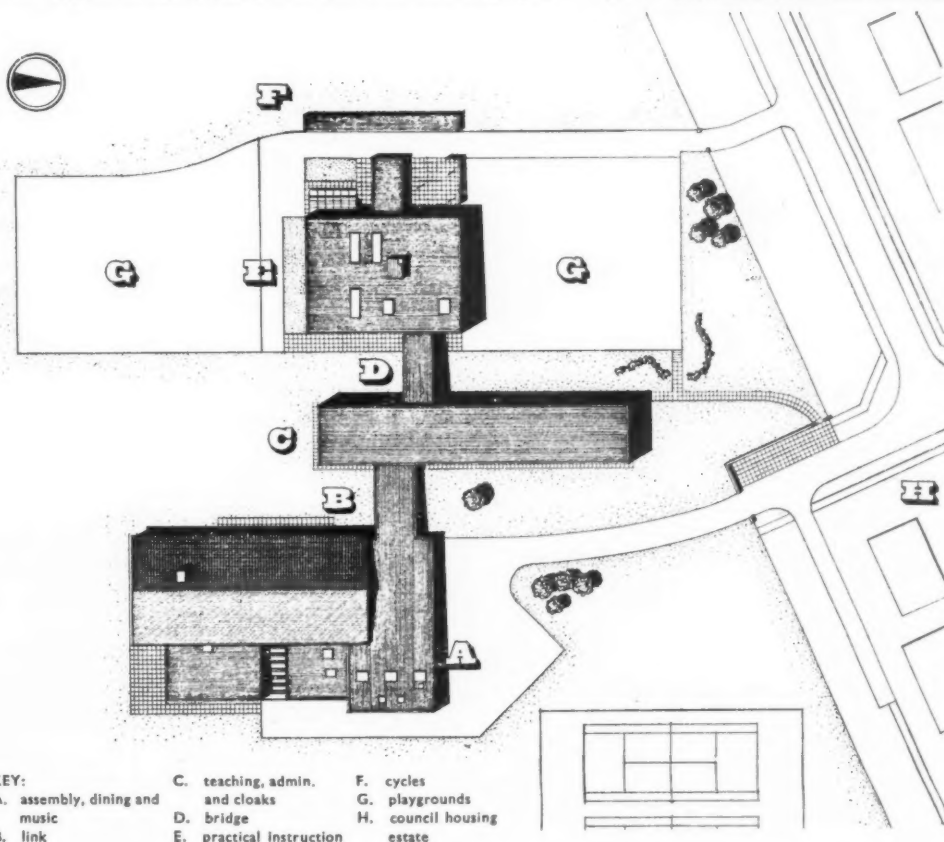 F
G
E
G
D
C
B
H
A
KEY:
A. assembly, dining and music
B. link
C. teaching, admin. and cloaks
D. bridge
E. practical instruction
F. cycles
G. playgrounds
H. council housing estate